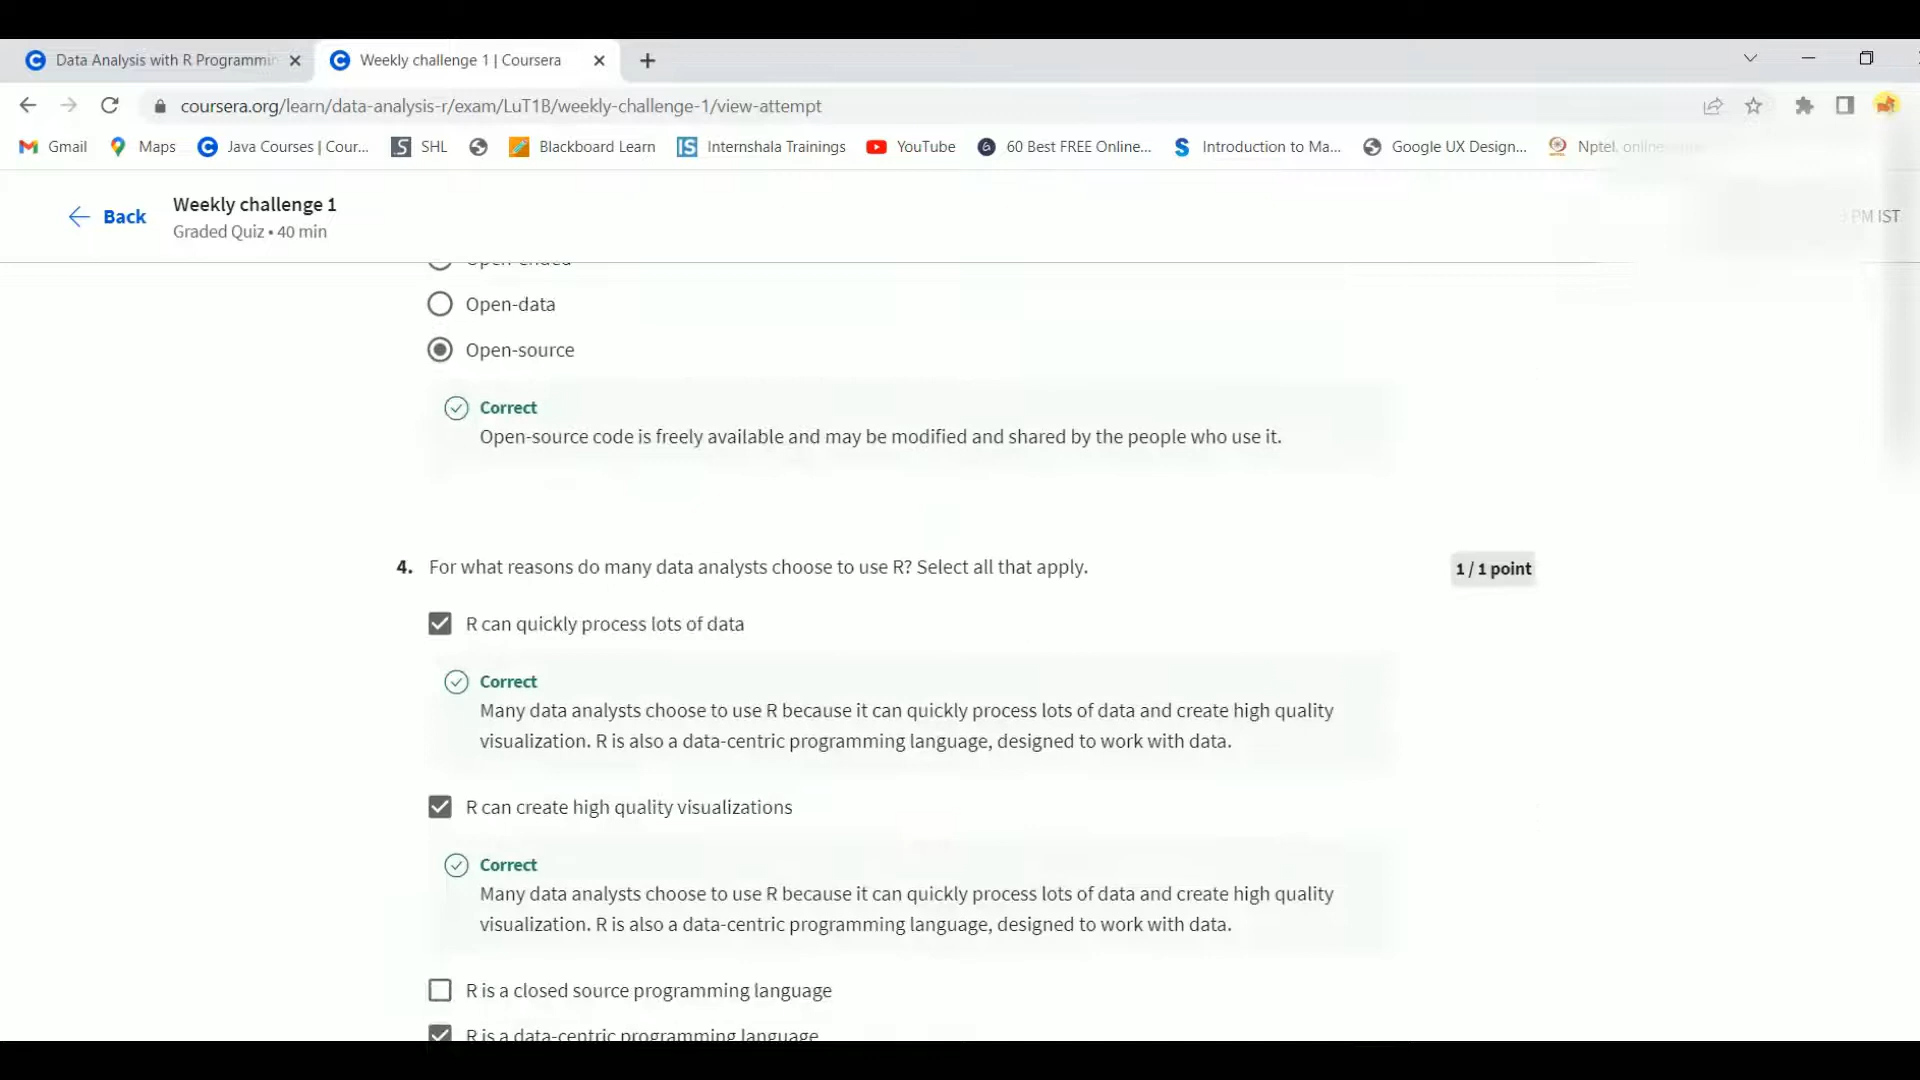 Data Analysis with R Programmin
Weekly challenge 1 | Coursera
coursera.org/learn/data-analysis-r/exam/LuT1B/weekly-challenge-1/view-attempt
Gmail Maps Java Courses | Cour... SHL Blackboard Learn Internshala Trainings YouTube 60 Best FREE Online... Introduction to Ma... Google UX Design... Nptel, online
Back
Weekly challenge 1
Graded Quiz • 40 min
PM IST
Open-ended
Open-data
Open-source
Correct
Open-source code is freely available and may be modified and shared by the people who use it.
4. For what reasons do many data analysts choose to use R? Select all that apply.
1 / 1 point
R can quickly process lots of data
Correct
Many data analysts choose to use R because it can quickly process lots of data and create high quality
visualization. R is also a data-centric programming language, designed to work with data.
R can create high quality visualizations
Correct
Many data analysts choose to use R because it can quickly process lots of data and create high quality
visualization. R is also a data-centric programming language, designed to work with data.
R is a closed source programming language
R is a data-centric programming language